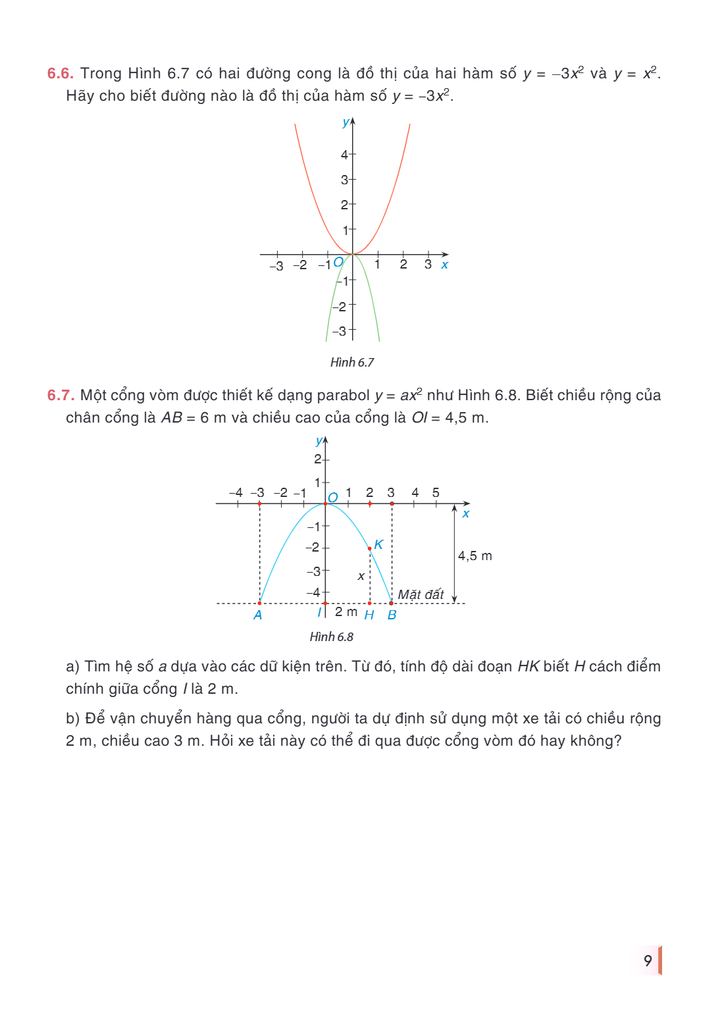 6.6. Trong Hình 6.7 có hai đường cong là đồ thị của hai hàm số y = –3x² và y = x².
Hãy cho biết đường nào là đồ thị của hàm số y = –3x².
y
4
3
2
1
–3 –2 –1 O 1 2 3 x
–1
–2
–3
Hình 6.7
6.7. Một cổng vòm được thiết kế dạng parabol y = ax² như Hình 6.8. Biết chiều rộng của
chân cổng là AB = 6 m và chiều cao của cổng là OI = 4,5 m.
y
2
1
–4 –3 –2 –1 O 1 2 3 4 5
x
–1
–2 K
4,5 m
–3 x
–4 Mặt đất
A I 2 m H B
Hình 6.8
a) Tìm hệ số a dựa vào các dữ kiện trên. Từ đó, tính độ dài đoạn HK biết H cách điểm
chính giữa cổng I là 2 m.
b) Để vận chuyển hàng qua cổng, người ta dự định sử dụng một xe tải có chiều rộng
2 m, chiều cao 3 m. Hỏi xe tải này có thể đi qua được cổng vòm đó hay không?
9